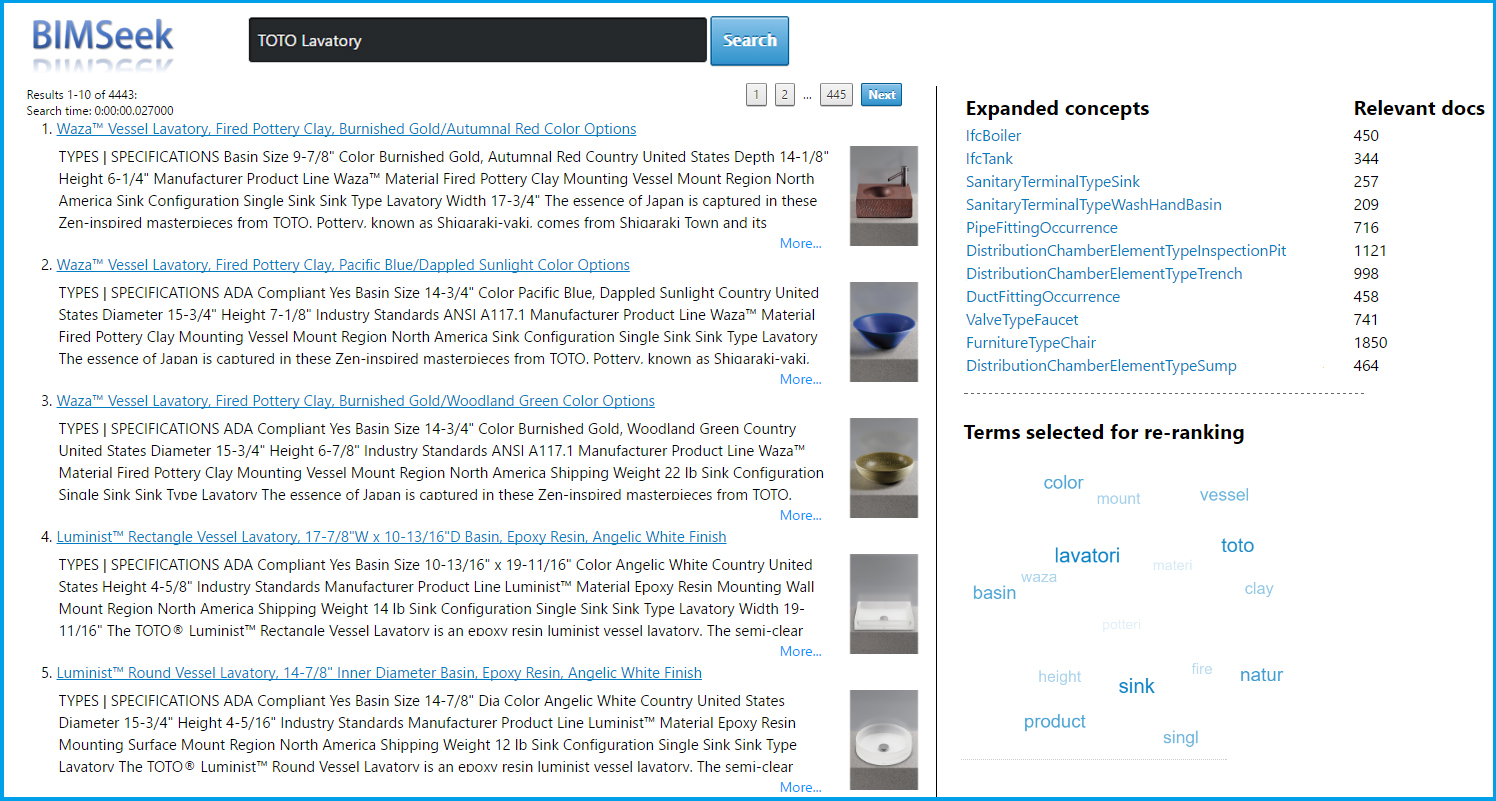 BIMSeek
TOTO Lavatory
Search
Results 1-10 of 4443:
Search time: 0:00:00.027000
1 2 ... 445 Next
1. Waza™ Vessel Lavatory, Fired Pottery Clay, Burnished Gold/Autumnal Red Color Options
TYPES | SPECIFICATIONS Basin Size 9-7/8" Color Burnished Gold, Autumnal Red Country United States Depth 14-1/8"
Height 6-1/4" Manufacturer Product Line Waza™ Material Fired Pottery Clay Mounting Vessel Mount Region North
America Sink Configuration Single Sink Sink Type Lavatory Width 17-3/4" The essence of Japan is captured in these
Zen-inspired masterpieces from TOTO. Pottery, known as Shigaraki-yaki, comes from Shigaraki Town and its
More...
2. Waza™ Vessel Lavatory, Fired Pottery Clay, Pacific Blue/Dappled Sunlight Color Options
TYPES | SPECIFICATIONS ADA Compliant Yes Basin Size 14-3/4" Color Pacific Blue, Dappled Sunlight Country United
States Diameter 15-3/4" Height 7-1/8" Industry Standards ANSI A117.1 Manufacturer Product Line Waza™ Material
Fired Pottery Clay Mounting Vessel Mount Region North America Sink Configuration Single Sink Sink Type Lavatory
The essence of Japan is captured in these Zen-inspired masterpieces from TOTO. Pottery, known as Shigaraki-yaki,
More...
3. Waza™ Vessel Lavatory, Fired Pottery Clay, Burnished Gold/Woodland Green Color Options
TYPES | SPECIFICATIONS ADA Compliant Yes Basin Size 14-3/4" Color Burnished Gold, Woodland Green Country
United States Diameter 15-3/4" Height 6-7/8" Industry Standards ANSI A117.1 Manufacturer Product Line Waza™
Material Fired Pottery Clay Mounting Vessel Mount Region North America Shipping Weight 22 lb Sink Configuration
Single Sink Sink Type Lavatory The essence of Japan is captured in these Zen-inspired masterpieces from TOTO.
More...
4. Luminist™ Rectangle Vessel Lavatory, 17-7/8"W x 10-13/16"D Basin, Epoxy Resin, Angelic White Finish
TYPES | SPECIFICATIONS ADA Compliant Yes Basin Size 10-13/16" x 19-11/16" Color Angelic White Country United
States Height 4-5/8" Industry Standards Manufacturer Product Line Luminist™ Material Epoxy Resin Mounting Wall
Mount Region North America Shipping Weight 14 lb Sink Configuration Single Sink Sink Type Lavatory Width 19-
11/16" The TOTO® Luminist™ Rectangle Vessel Lavatory is an epoxy resin luminist vessel lavatory. The semi-clear
More...
5. Luminist™ Round Vessel Lavatory, 14-7/8" Inner Diameter Basin, Epoxy Resin, Angelic White Finish
TYPES | SPECIFICATIONS ADA Compliant Yes Basin Size 14-7/8" Dia Color Angelic White Country United States
Diameter 15-3/4" Height 4-5/16" Industry Standards Manufacturer Product Line Luminist™ Material Epoxy Resin
Mounting Surface Mount Region North America Shipping Weight 12 lb Sink Configuration Single Sink Sink Type
Lavatory The TOTO® Luminist™ Round Vessel Lavatory is an epoxy resin luminist vessel lavatory. The semi-clear
More...
Expanded concepts Relevant docs
IfcBoiler 450
IfcTank 344
SanitaryTerminalTypeSink 257
SanitaryTerminalTypeWashHandBasin 209
PipeFittingOccurrence 716
DistributionChamberElementTypeInspectionPit 1121
DistributionChamberElementTypeTrench 998
DuctFittingOccurrence 458
ValveTypeFaucet 741
FurnitureTypeChair 1850
DistributionChamberElementTypeSump 464
Terms selected for re-ranking
color
mount
vessel
lavatori
toto
materi
waza
basin
clay
potteri
fire
height
natur
sink
product
singl